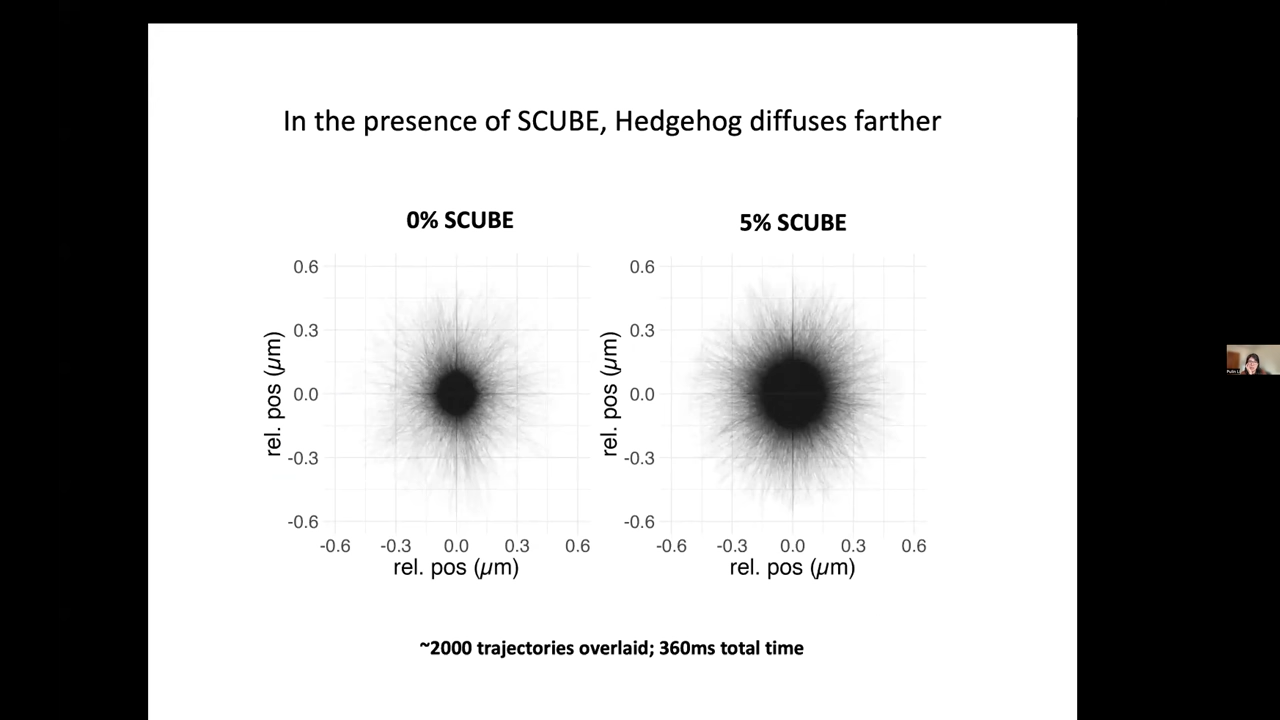 In the presence of SCUBE, Hedgehog diffuses farther
0% SCUBE
5% SCUBE
0.6
0.3
0.0
-0.3
-0.6
rel. pos (µm)
-0.6 -0.3 0.0 0.3 0.6
rel. pos (µm)
0.6
0.3
0.0
-0.3
-0.6
rel. pos (µm)
-0.6 -0.3 0.0 0.3 0.6
rel. pos (µm)
~2000 trajectories overlaid; 360ms total time